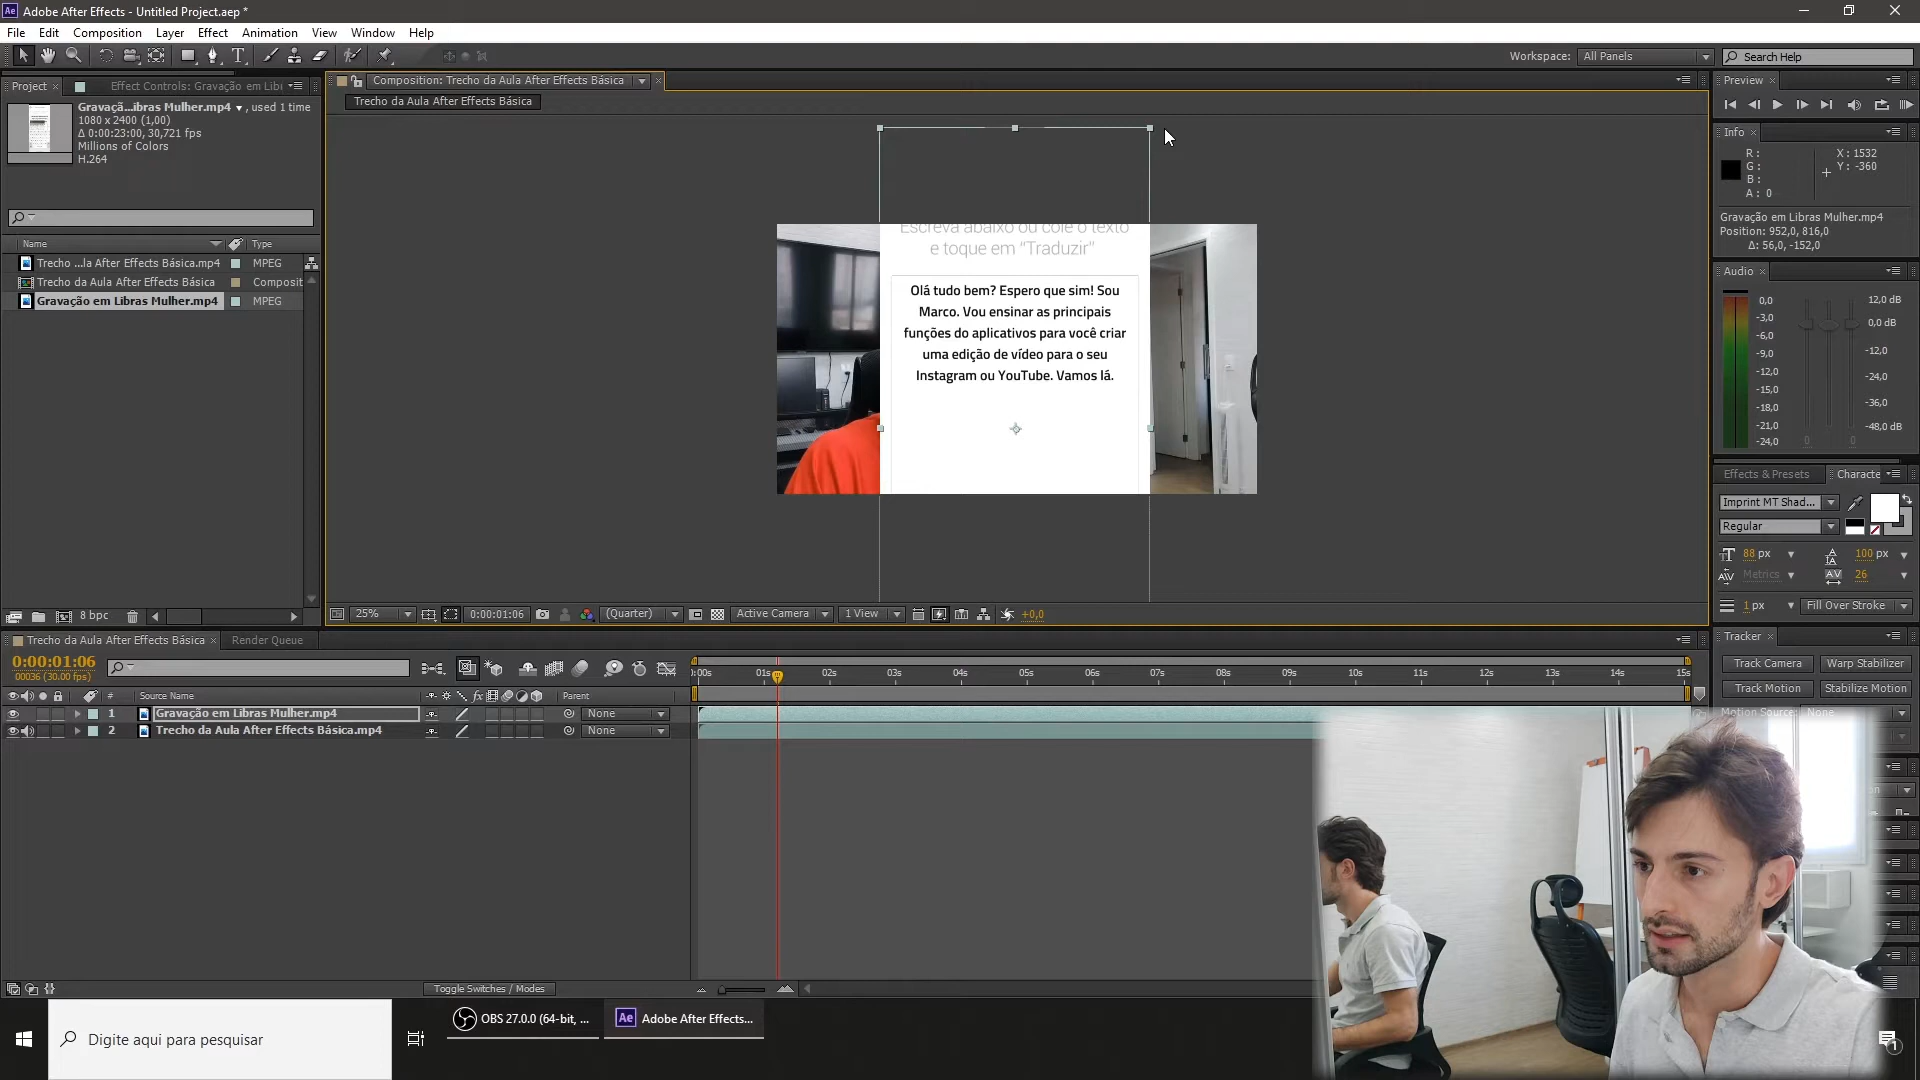 Adobe After Effects - Untitled Project.aep *
File Edit Composition Layer Effect Animation View Window Help
Workspace: All Panels Search Help
Project Effect Controls: Gravação em Libi
Composition: Trecho da Aula After Effects Básica
Trecho da Aula After Effects Básica
Gravaçã...ibras Mulher.mp4 , used 1 time
1080 x 2400 (1,00)
Δ 0:00:23:00, 30,721 fps
Millions of Colors
H.264
Name Type
Trecho ...la After Effects Básica.mp4 MPEG
Trecho da Aula After Effects Básica Composit
Gravação em Libras Mulher.mp4 MPEG
8 bpc
Escreva abaixo ou cole o texto
e toque em “Traduzir”
Olá tudo bem? Espero que sim! Sou
Marco. Vou ensinar as principais
funções do aplicativos para você criar
uma edição de vídeo para o seu
Instagram ou YouTube. Vamos lá.
25% 0:00:01:06 (Quarter) Active Camera 1 View +0,0
Preview
Info
R: X: 1532
G: Y: -360
B:
A: 0
Gravação em Libras Mulher.mp4
Position: 952,0, 816,0
Δ: 56,0, -152,0
Audio
0,0 12,0 dB
-3,0 0,0 dB
-6,0
-9,0 -12,0
-12,0
-15,0 -24,0
-18,0 -36,0
-21,0 -48,0 dB
-24,0 0 0
Effects & Presets Characte
Imprint MT Shad...
Regular
88 px 100 px
Metrics 26
1 px Fill Over Stroke
Tracker
Track Camera Warp Stabilizer
Track Motion Stabilize Motion
Motion Source: None
Trecho da Aula After Effects Básica Render Queue
0:00:01:06
00036 (30.00 fps)
# Source Name fx Parent
:00s 01s 02s 03s 04s 05s 06s 07s 08s 09s 10s 11s 12s 13s 14s 15s
1 Gravação em Libras Mulher.mp4 None
2 Trecho da Aula After Effects Básica.mp4 None
Toggle Switches / Modes
Digite aqui para pesquisar
OBS 27.0.0 (64-bit, ...
Ae Adobe After Effects...
1